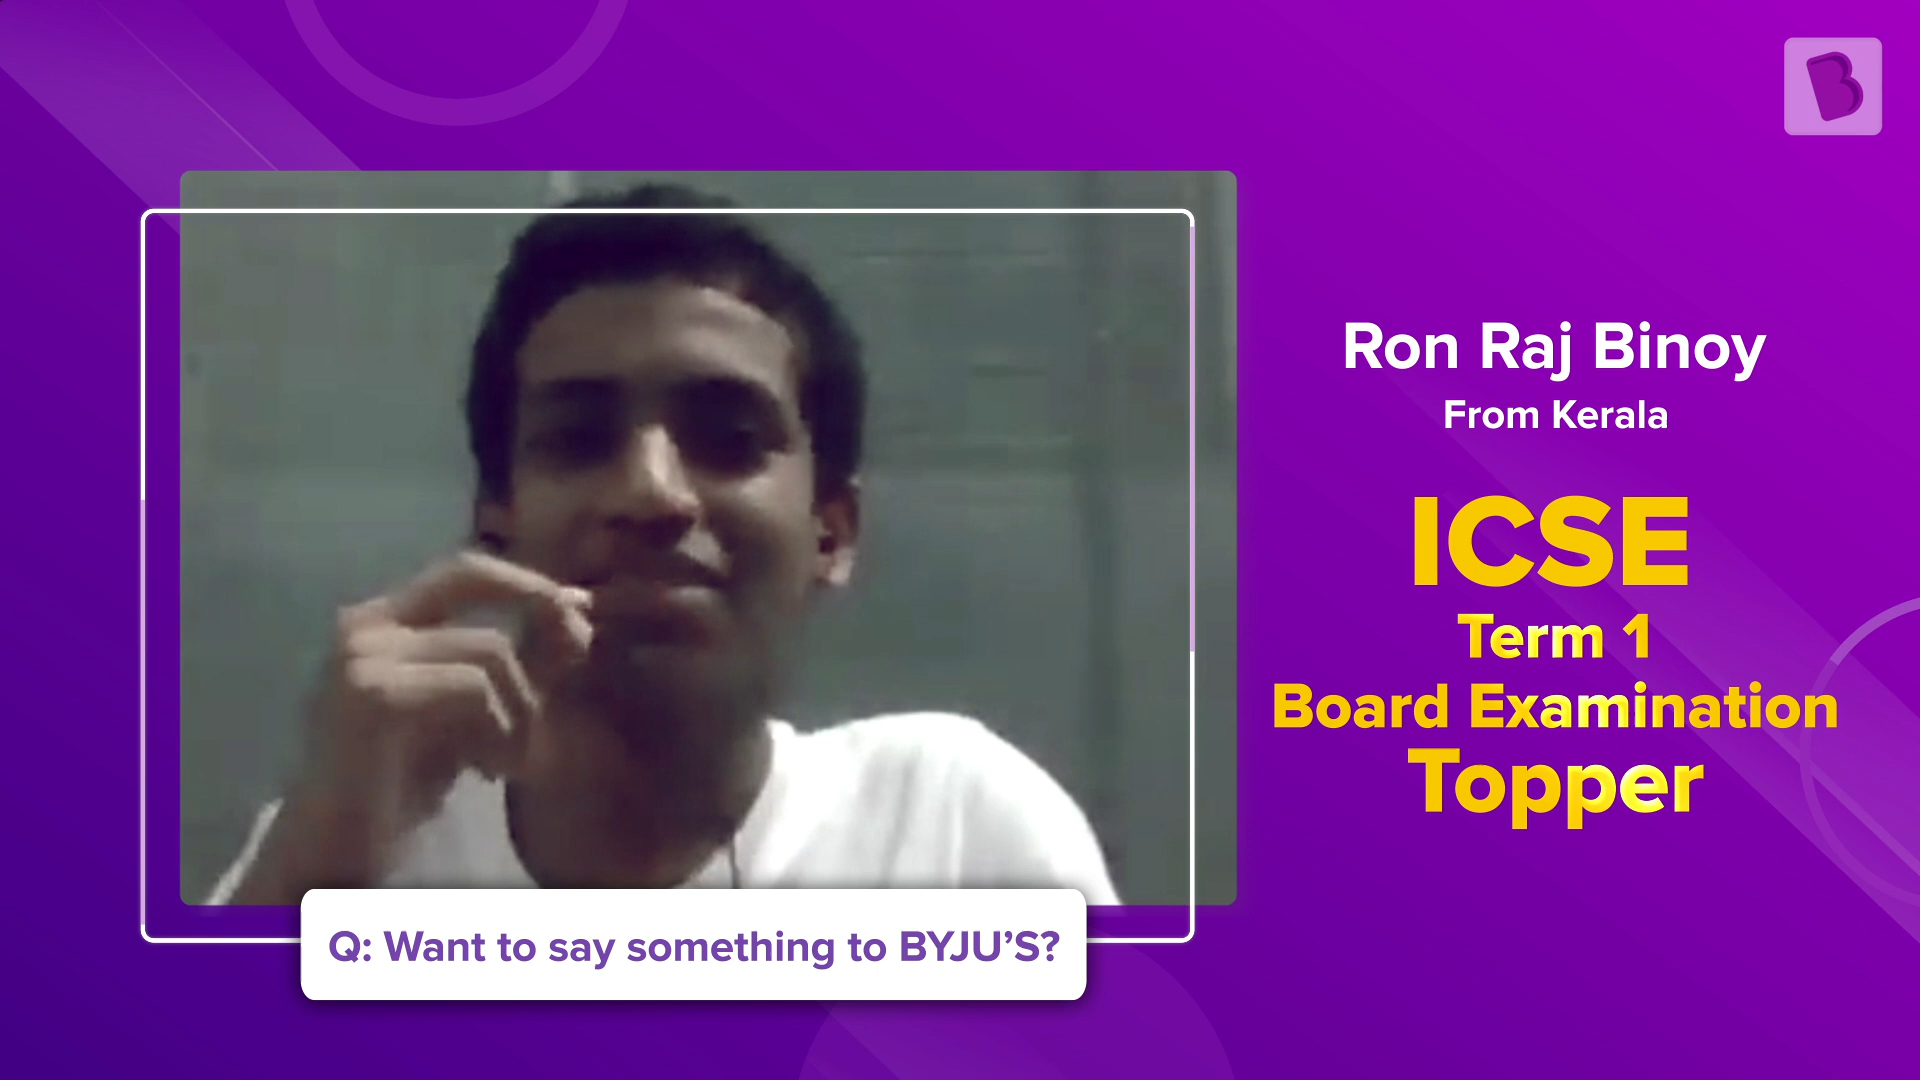 Ron Raj Binoy
From Kerala
ICSE
Term 1
Board Examination
Topper
Q: Want to say something to BYJU’S?